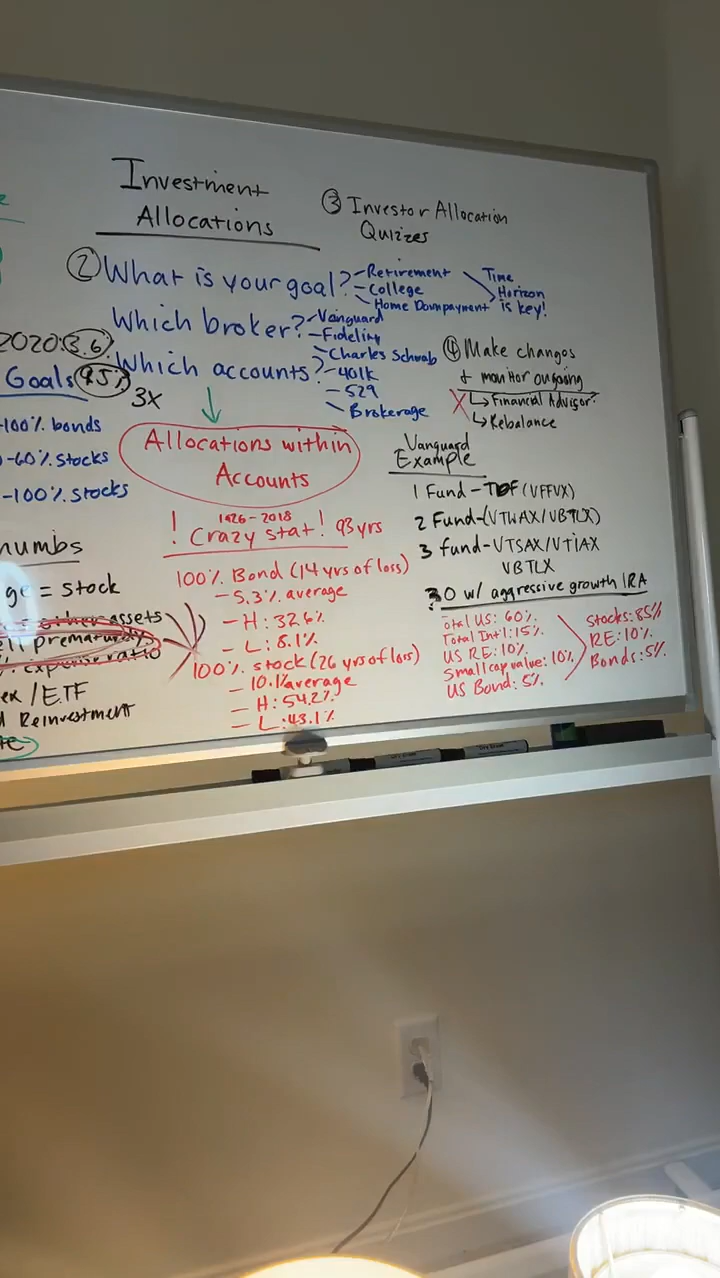 Investment
Allocations
② What is your goal? - Retirement
- College
- Home Downpayment
Time
Horizon
is key!
Which broker? - Vanguard
- Fidelity
- Charles Schwab
Which accounts? - 401k
- 529
- Brokerage
3x
Allocations within
Accounts
1926-2018
! Crazy stat! 93 yrs
100% Bond (14 yrs of loss)
- 5.3% average
- H: 32.6%
- L: 8.1%
100% stock (26 yrs of loss)
- 10.1% average
- H: 54.2%
- L: 43.1%
③ Investor Allocation
Quizzes
④ Make changes
+ monitor ongoing
X Financial Advisor?
Rebalance
Vanguard
Example
1 Fund - TDF (VFFVX)
2 Fund - (VTWAX/VBTLX)
3 fund - VTSAX/VTIAX
VBTLX
30 w/ aggressive growth IRA
otal US: 60%
Total Int'l: 15%
US RE: 10%
Small cap value: 10%
US Bond: 5%
Stocks: 85%
RE: 10%
Bonds: 5%
2020: 3.6%
Goals 9.5%
-100% bonds
-60% stocks
-100% stocks
humbs
ge = stock
other assets
ell prematurely
% expense ratio
ex / ETF
d Reinvestment